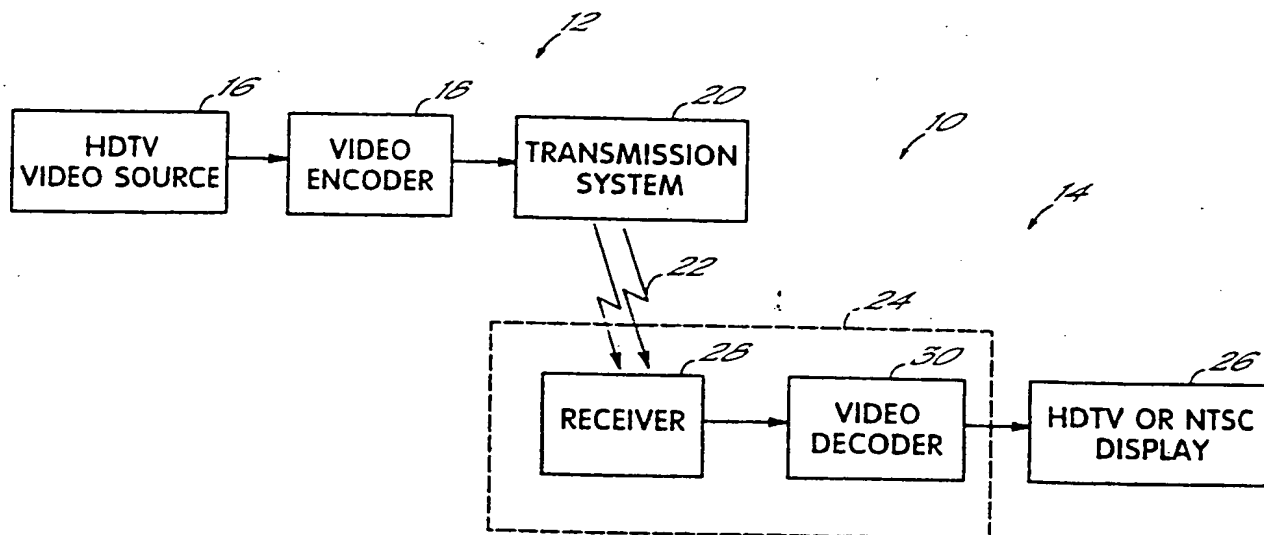 12
16
18
20
HDTV
VIDEO SOURCE
VIDEO
ENCODER
TRANSMISSION
SYSTEM
10
14
22
24
28
30
26
RECEIVER
VIDEO
DECODER
HDTV OR NTSC
DISPLAY